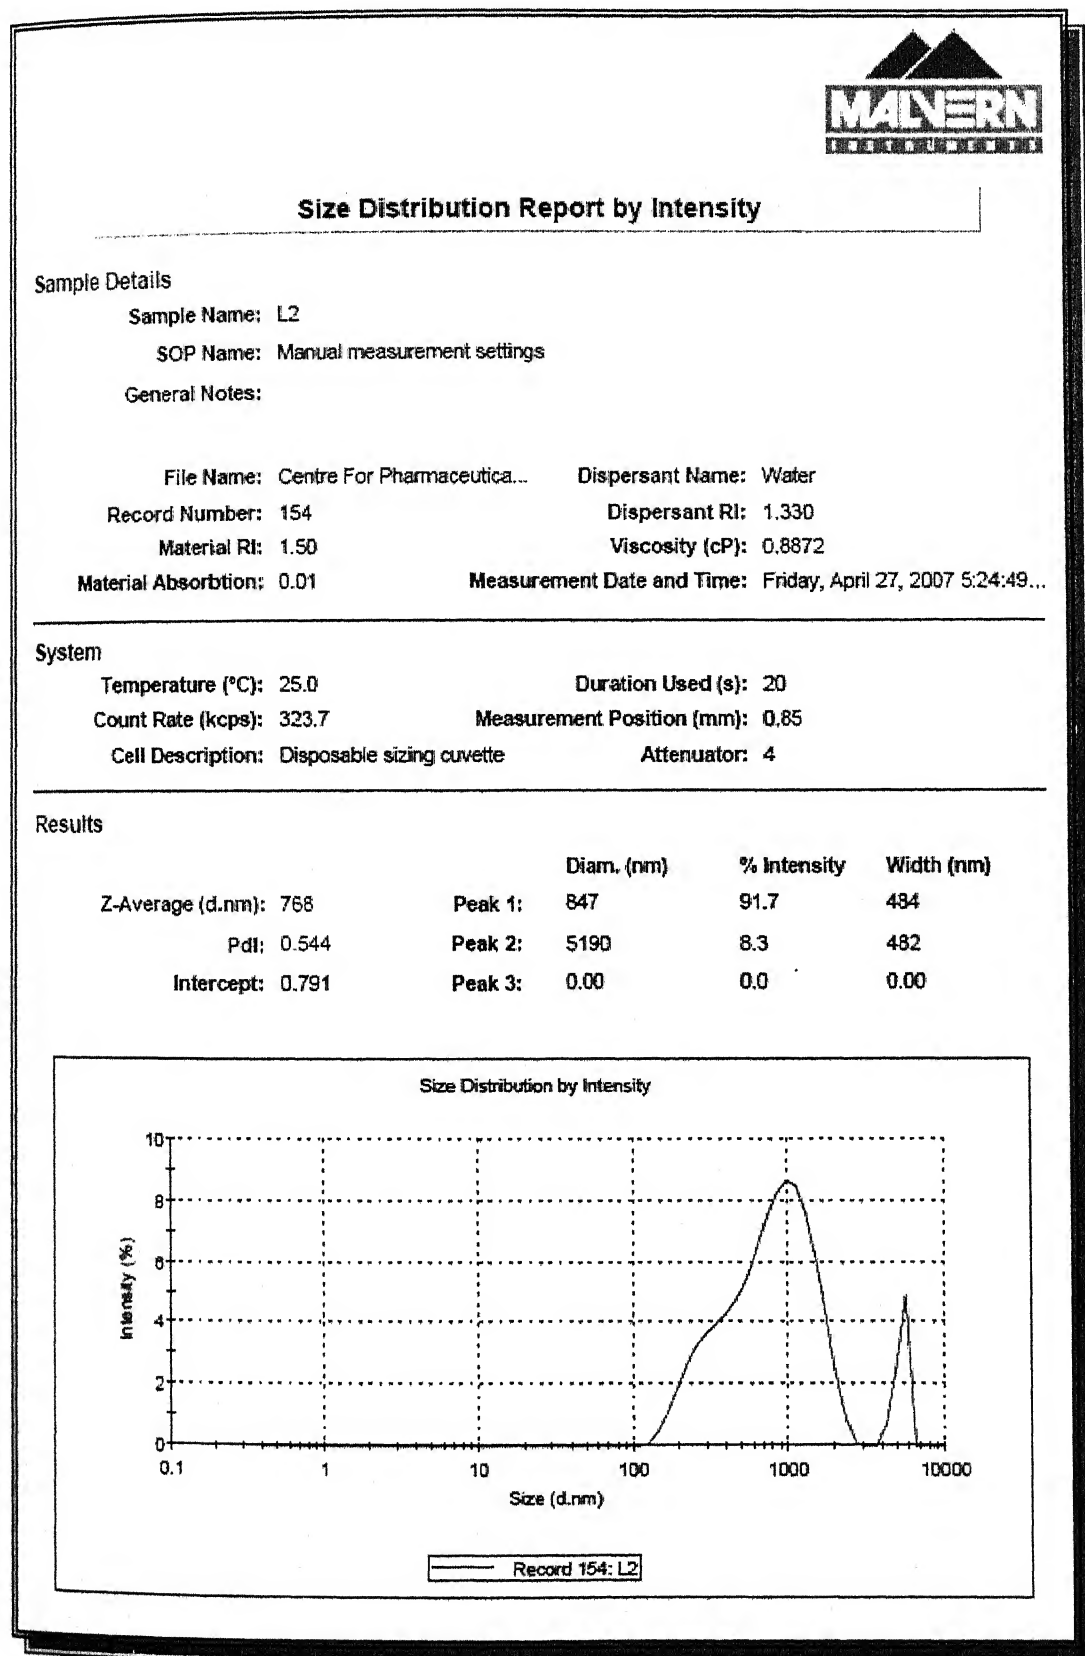 MALVERN
INSTRUMENTS
Size Distribution Report by Intensity
Sample Details
Sample Name: L2
SOP Name: Manual measurement settings
General Notes:
File Name: Centre For Pharmaceutica... Dispersant Name: Water
Record Number: 154 Dispersant RI: 1.330
Material RI: 1.50 Viscosity (cP): 0.8872
Material Absorbtion: 0.01 Measurement Date and Time: Friday, April 27, 2007 5:24:49...
System
Temperature (°C): 25.0 Duration Used (s): 20
Count Rate (kcps): 323.7 Measurement Position (mm): 0.85
Cell Description: Disposable sizing cuvette Attenuator: 4
Results
Diam. (nm) % Intensity Width (nm)
Z-Average (d.nm): 768 Peak 1: 847 91.7 484
PdI: 0.544 Peak 2: 5190 8.3 482
Intercept: 0.791 Peak 3: 0.00 0.0 0.00
Size Distribution by Intensity
10
8
6
4
2
0
Intensity (%)
0.1 1 10 100 1000 10000
Size (d.nm)
Record 154: L2